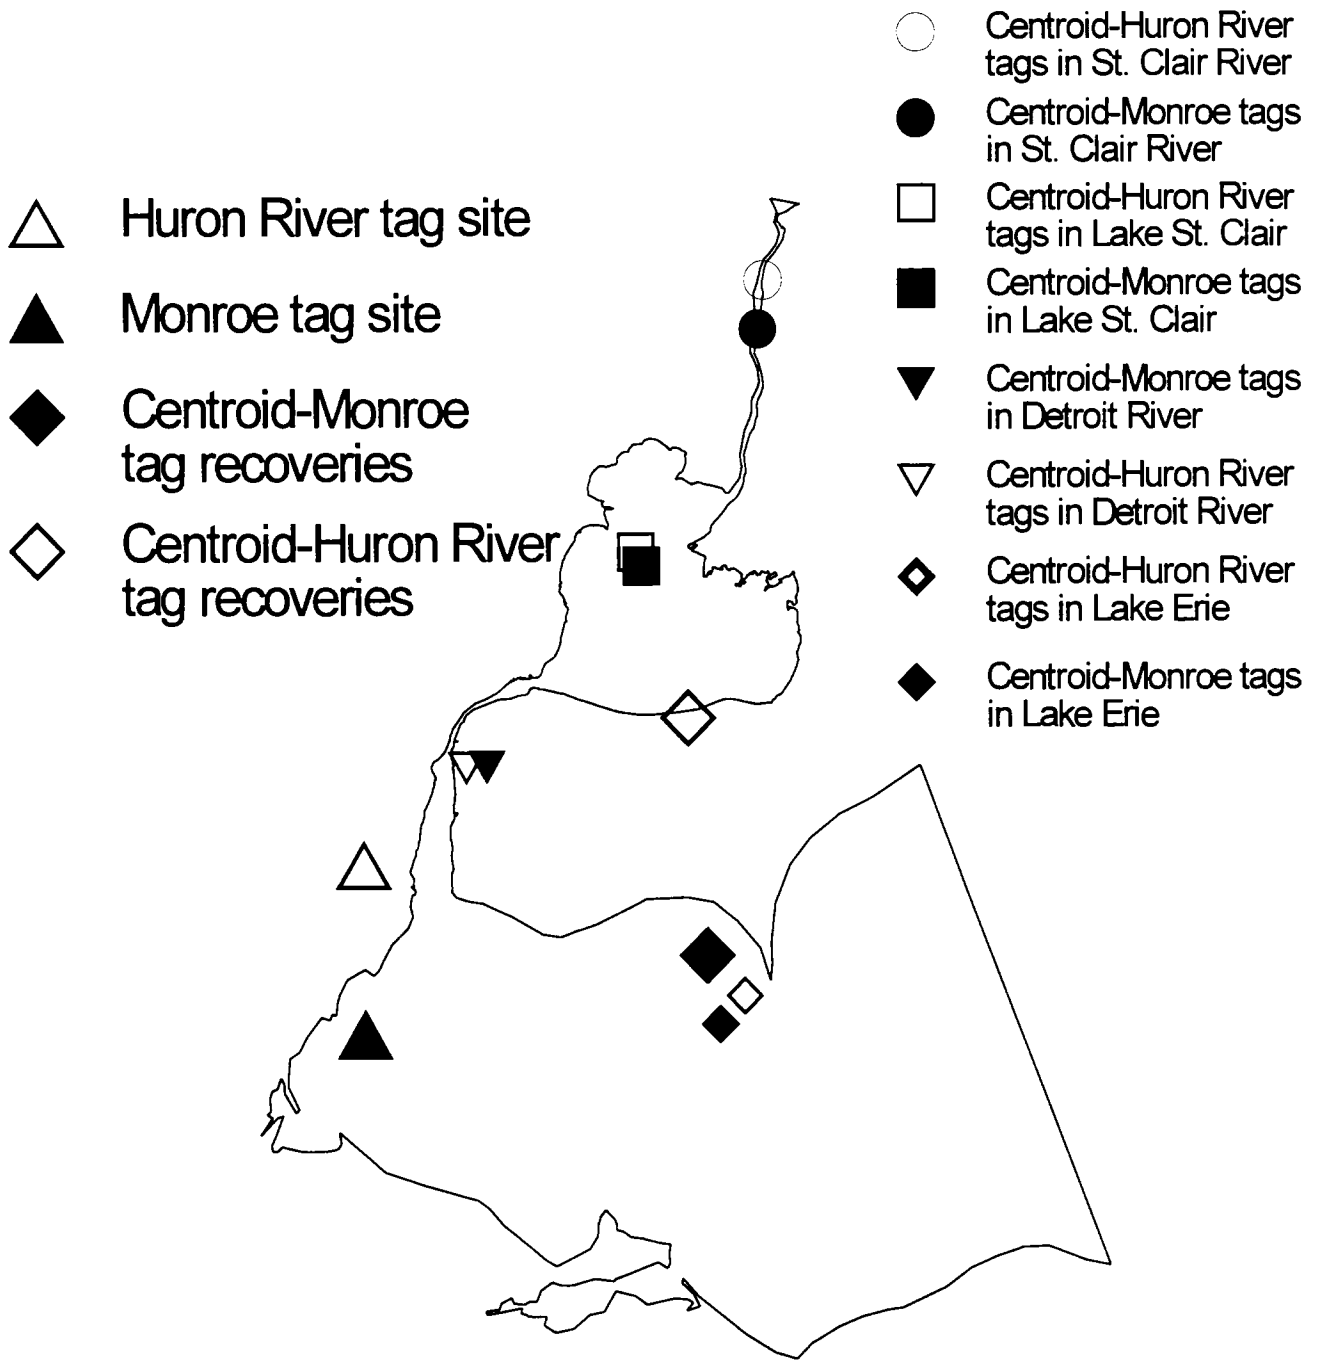 Huron River tag site
Monroe tag site
Centroid-Monroe
tag recoveries
Centroid-Huron River
tag recoveries
Centroid-Huron River
tags in St. Clair River
Centroid-Monroe tags
in St. Clair River
Centroid-Huron River
tags in Lake St. Clair
Centroid-Monroe tags
in Lake St. Clair
Centroid-Monroe tags
in Detroit River
Centroid-Huron River
tags in Detroit River
Centroid-Huron River
tags in Lake Erie
Centroid-Monroe tags
in Lake Erie